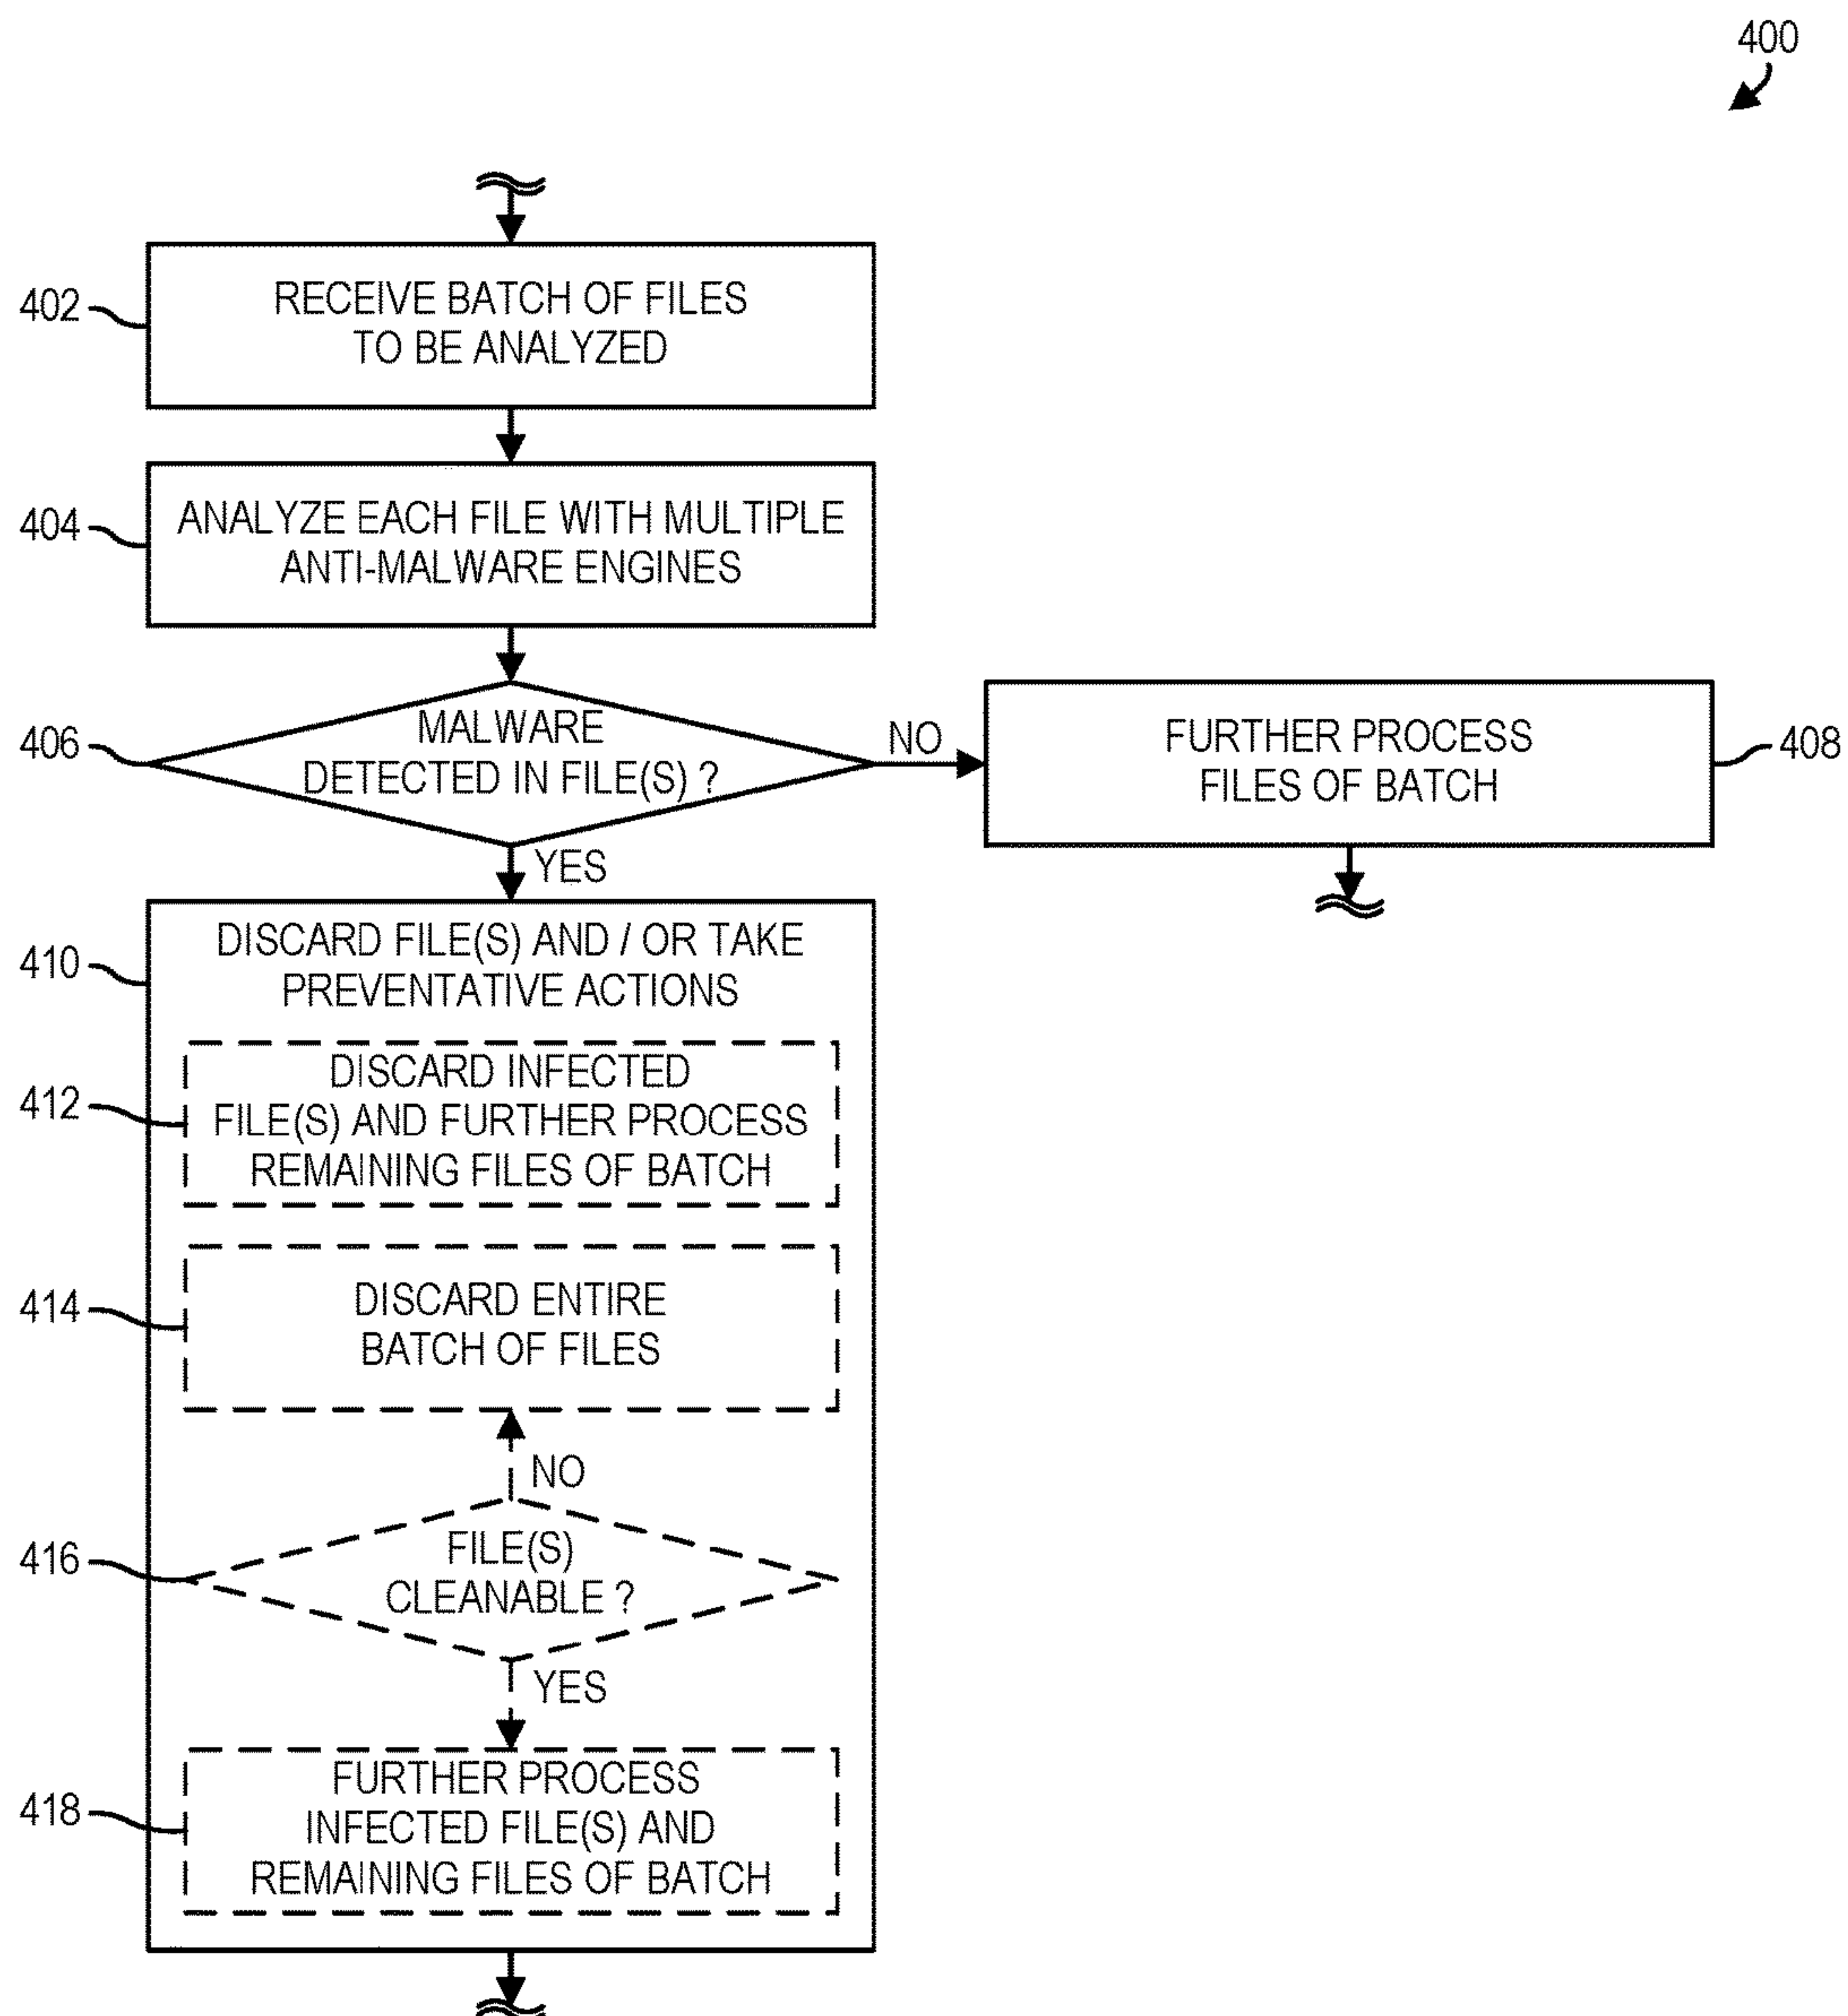 400
402
RECEIVE BATCH OF FILES
TO BE ANALYZED
404
ANALYZE EACH FILE WITH MULTIPLE
ANTI-MALWARE ENGINES
406
MALWARE
DETECTED IN FILE(S) ?
NO
FURTHER PROCESS
FILES OF BATCH
408
YES
410
DISCARD FILE(S) AND / OR TAKE
PREVENTATIVE ACTIONS
412
DISCARD INFECTED
FILE(S) AND FURTHER PROCESS
REMAINING FILES OF BATCH
414
DISCARD ENTIRE
BATCH OF FILES
NO
416
FILE(S)
CLEANABLE ?
YES
418
FURTHER PROCESS
INFECTED FILE(S) AND
REMAINING FILES OF BATCH